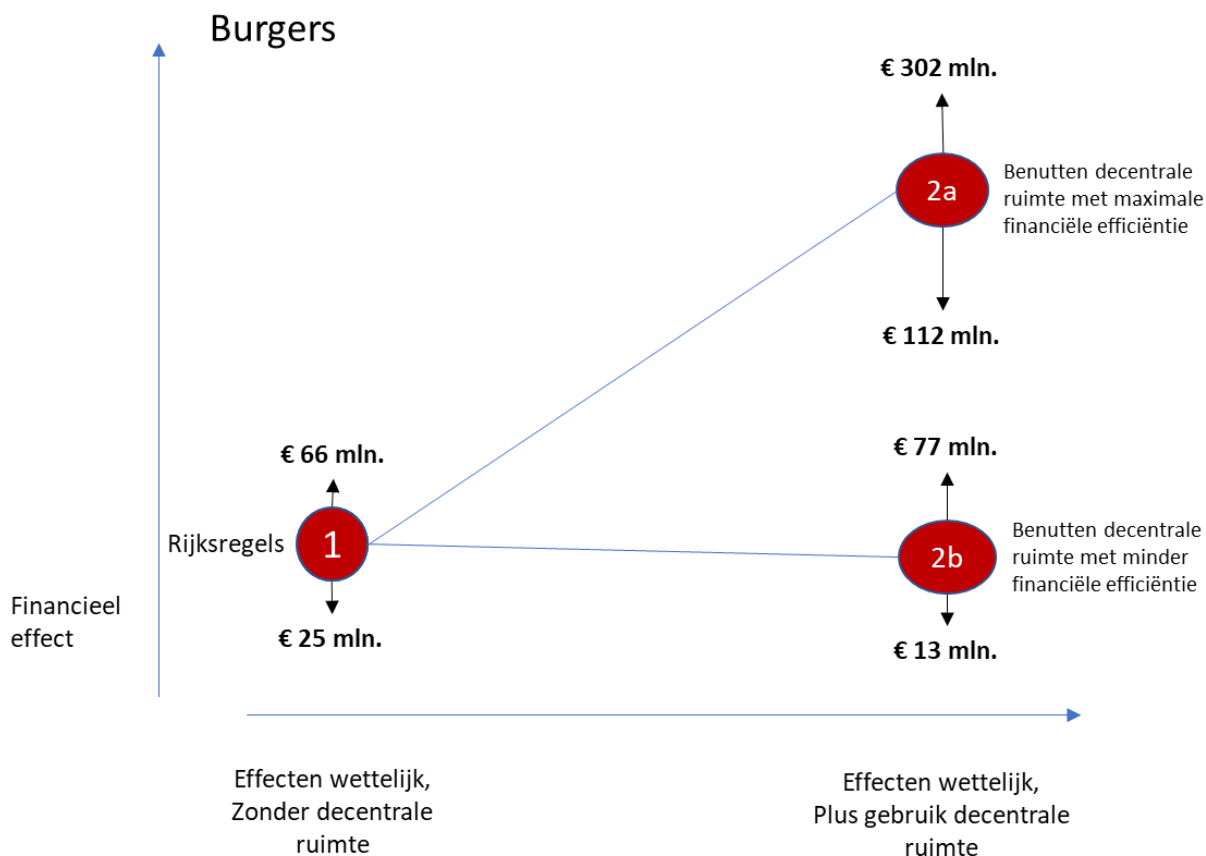 Burgers
€ 302 mln.
2a
Benutten decentrale
ruimte met maximale
financiële efficiëntie
€ 112 mln.
€ 66 mln.
€ 77 mln.
Rijksregels
1
2b
Benutten decentrale
ruimte met minder
financiële efficiëntie
Financieel
effect
€ 25 mln.
€ 13 mln.
Effecten wettelijk,
Zonder decentrale
ruimte
Effecten wettelijk,
Plus gebruik decentrale
ruimte